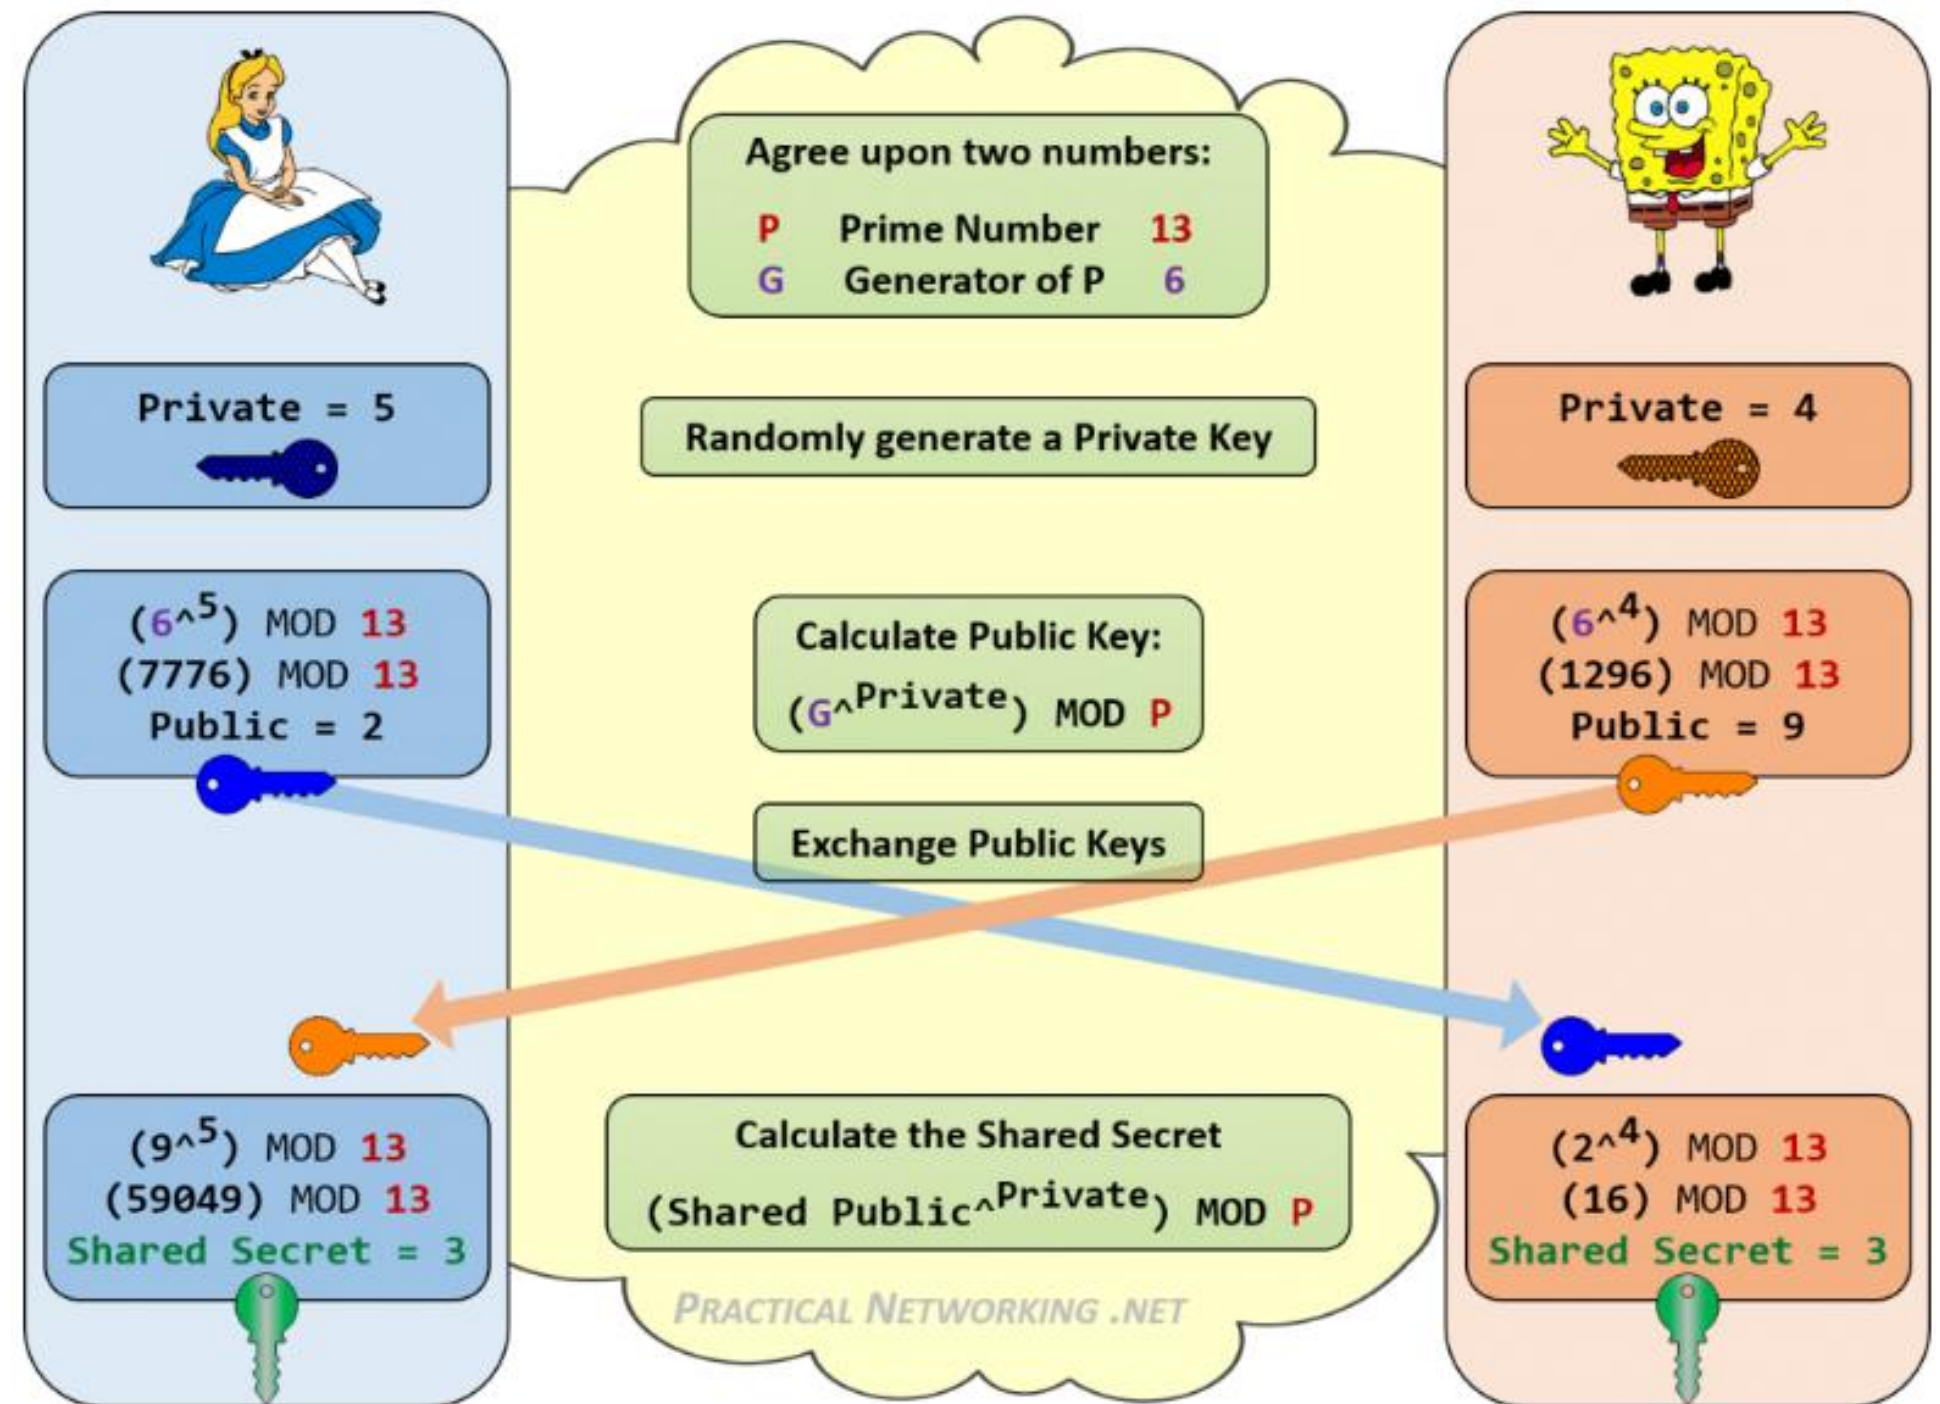 Agree upon two numbers:
P Prime Number 13
G Generator of P 6
Private = 5
Randomly generate a Private Key
Private = 4
(6^5) MOD 13
(7776) MOD 13
Public = 2
Calculate Public Key:
(G^Private) MOD P
(6^4) MOD 13
(1296) MOD 13
Public = 9
Exchange Public Keys
(9^5) MOD 13
(59049) MOD 13
Shared Secret = 3
Calculate the Shared Secret
(Shared Public^Private) MOD P
(2^4) MOD 13
(16) MOD 13
Shared Secret = 3
PRACTICAL NETWORKING .NET